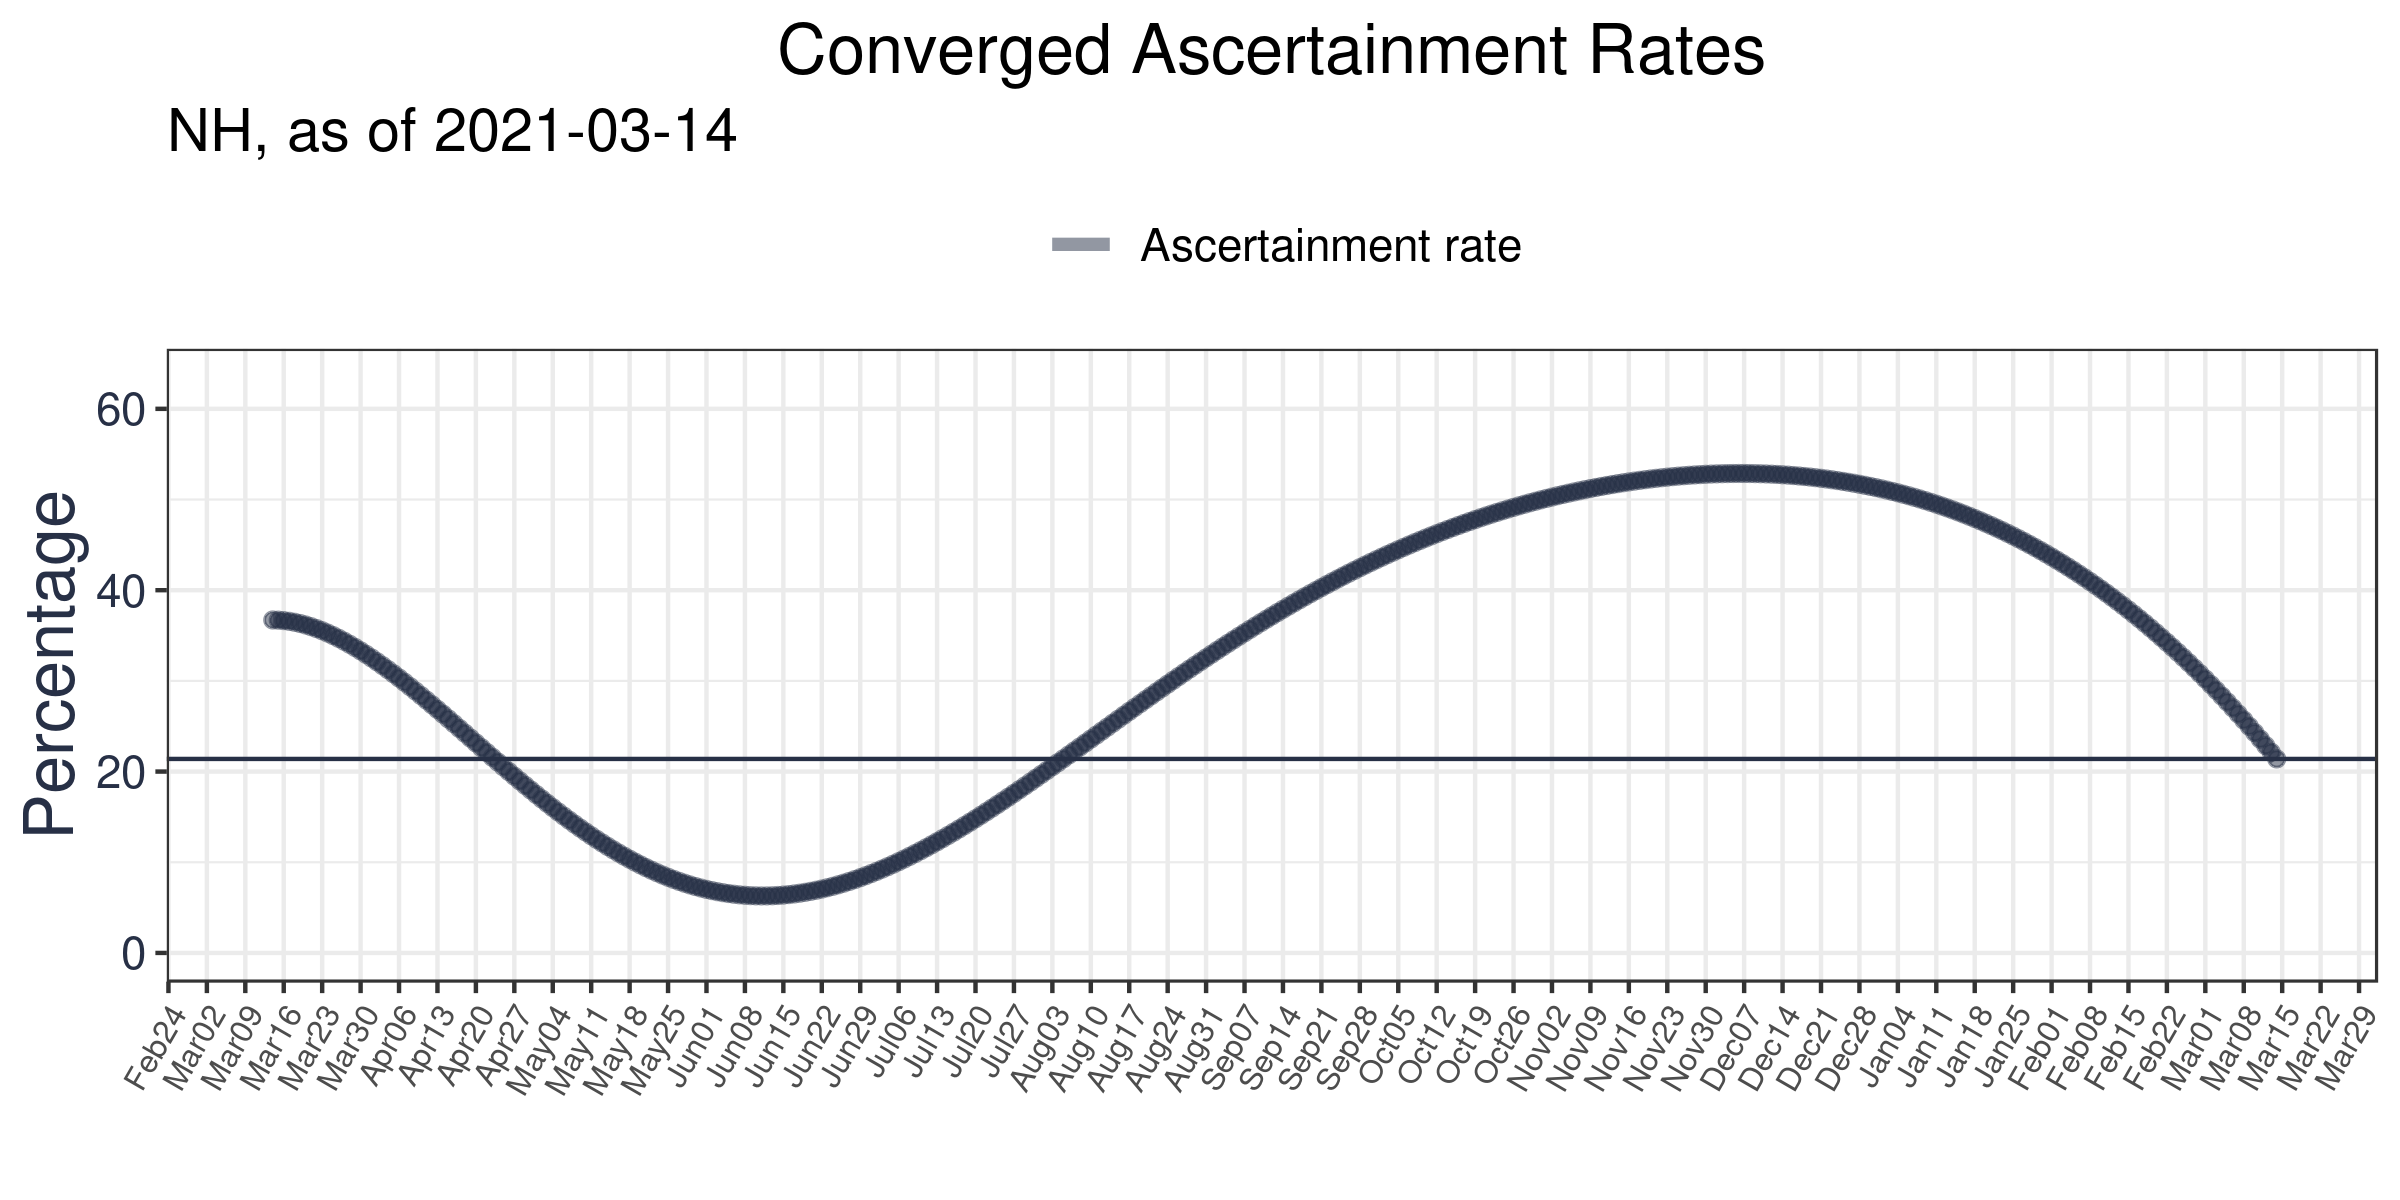 Converged Ascertainment Rates
NH, as of 2021-03-14
Ascertainment rate
Percentage
60
40
20
0
Feb24 Mar02 Mar09 Mar16 Mar23 Mar30 Apr06 Apr13 Apr20 Apr27 May04 May11 May18 May25 Jun01 Jun08 Jun15 Jun22 Jun29 Jul06 Jul13 Jul20 Jul27 Aug03 Aug10 Aug17 Aug24 Aug31 Sep07 Sep14 Sep21 Sep28 Oct05 Oct12 Oct19 Oct26 Nov02 Nov09 Nov16 Nov23 Nov30 Dec07 Dec14 Dec21 Dec28 Jan04 Jan11 Jan18 Jan25 Feb01 Feb08 Feb15 Feb22 Mar01 Mar08 Mar15 Mar22 Mar29